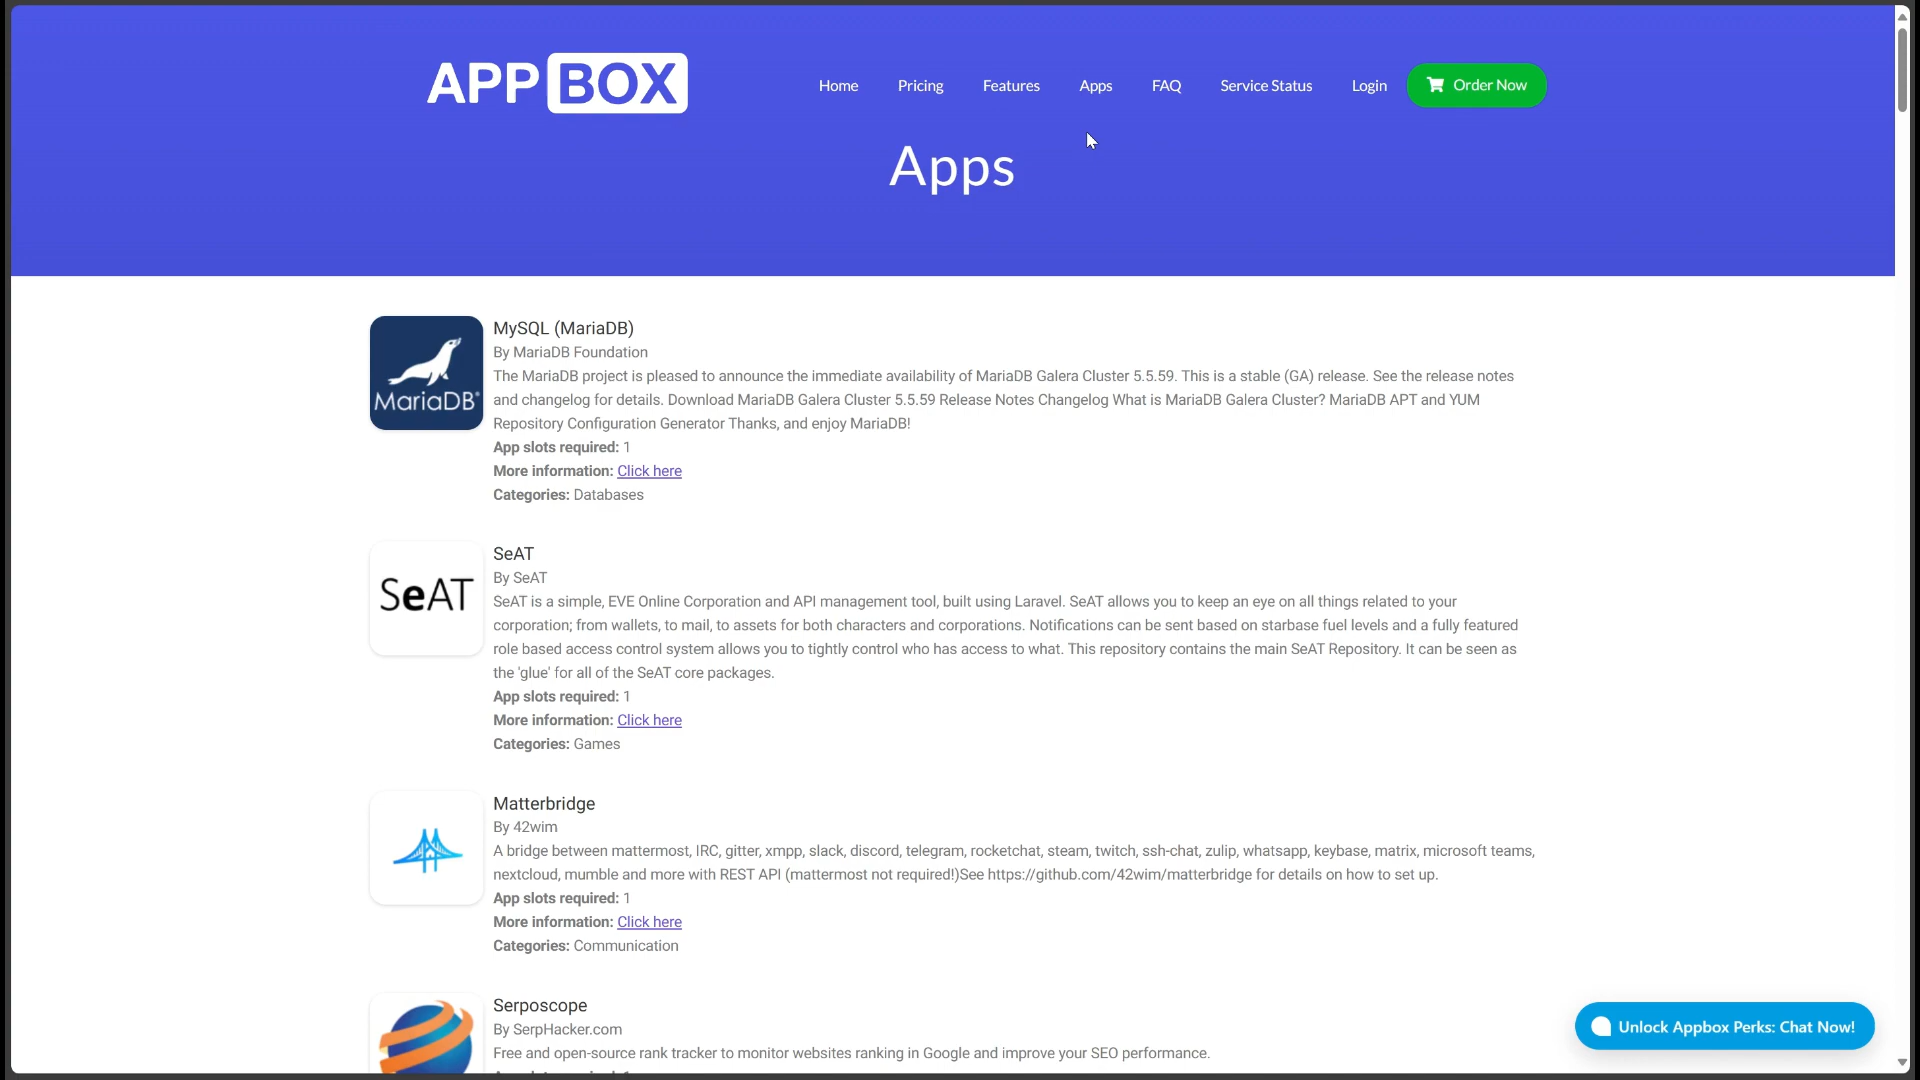 APP BOX
Home Pricing Features Apps FAQ Service Status Login Order Now
Apps
MariaDB
MySQL (MariaDB)
By MariaDB Foundation
The MariaDB project is pleased to announce the immediate availability of MariaDB Galera Cluster 5.5.59. This is a stable (GA) release. See the release notes
and changelog for details. Download MariaDB Galera Cluster 5.5.59 Release Notes Changelog What is MariaDB Galera Cluster? MariaDB APT and YUM
Repository Configuration Generator Thanks, and enjoy MariaDB!
App slots required: 1
More information: Click here
Categories: Databases
SeAT
SeAT
By SeAT
SeAT is a simple, EVE Online Corporation and API management tool, built using Laravel. SeAT allows you to keep an eye on all things related to your
corporation; from wallets, to mail, to assets for both characters and corporations. Notifications can be sent based on starbase fuel levels and a fully featured
role based access control system allows you to tightly control who has access to what. This repository contains the main SeAT Repository. It can be seen as
the 'glue' for all of the SeAT core packages.
App slots required: 1
More information: Click here
Categories: Games
Matterbridge
By 42wim
A bridge between mattermost, IRC, gitter, xmpp, slack, discord, telegram, rocketchat, steam, twitch, ssh-chat, zulip, whatsapp, keybase, matrix, microsoft teams,
nextcloud, mumble and more with REST API (mattermost not required!)See https://github.com/42wim/matterbridge for details on how to set up.
App slots required: 1
More information: Click here
Categories: Communication
Serposcope
By SerpHacker.com
Free and open-source rank tracker to monitor websites ranking in Google and improve your SEO performance.
Unlock Appbox Perks: Chat Now!